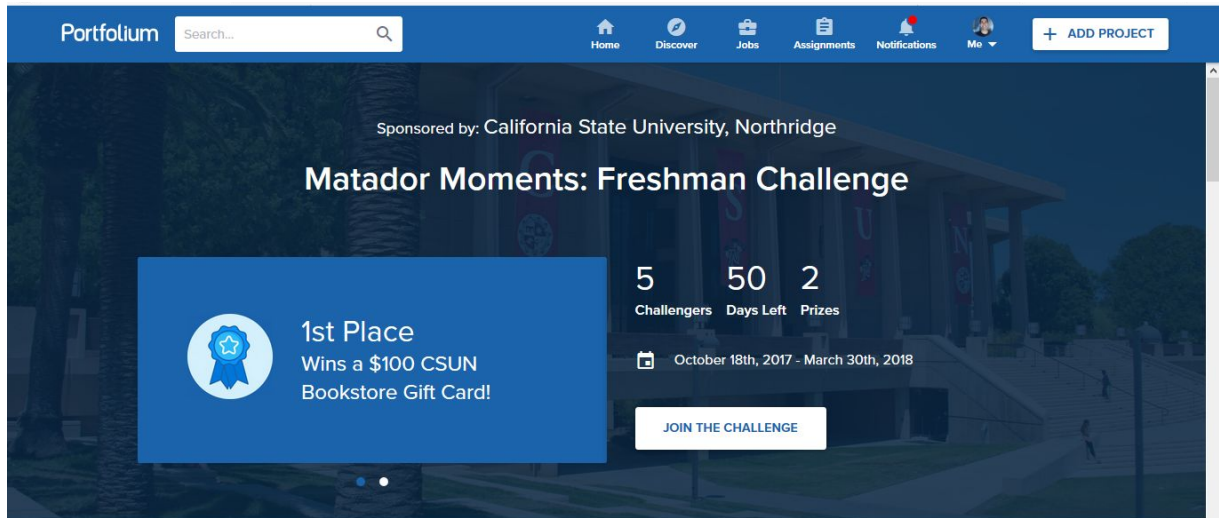 Portfolium
Search...
Home
Discover
Jobs
Assignments
Notifications
Me
+ ADD PROJECT
Sponsored by: California State University, Northridge
Matador Moments: Freshman Challenge
C
S
U
N
1st Place
Wins a $100 CSUN
Bookstore Gift Card!
5
Challengers
50
Days Left
2
Prizes
October 18th, 2017 - March 30th, 2018
JOIN THE CHALLENGE